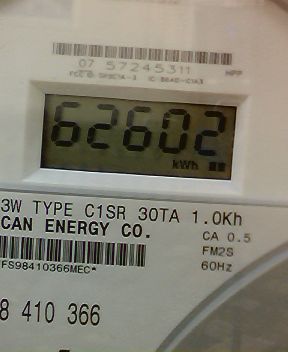 07 57245311
62602
kWh
3W TYPE C1SR 30TA 1.0Kh
CAN ENERGY CO.
CA 0.5
FM2S
60Hz
FS98410366MEC*
8 410 366